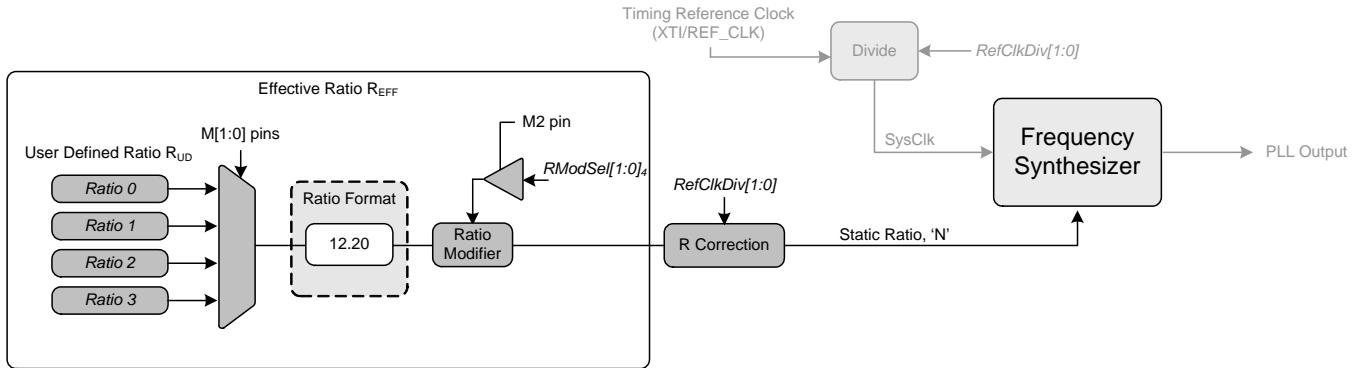 Timing Reference Clock
(XTI/REF_CLK)
Divide
RefClkDiv[1:0]
Effective Ratio REFF
M[1:0] pins
M2 pin
User Defined Ratio RUD
SysClk
Frequency
Synthesizer
PLL Output
Ratio 0
Ratio 1
Ratio 2
Ratio 3
Ratio Format
12.20
RModSel[1:0]4
Ratio
Modifier
RefClkDiv[1:0]
R Correction
Static Ratio, ‘N’